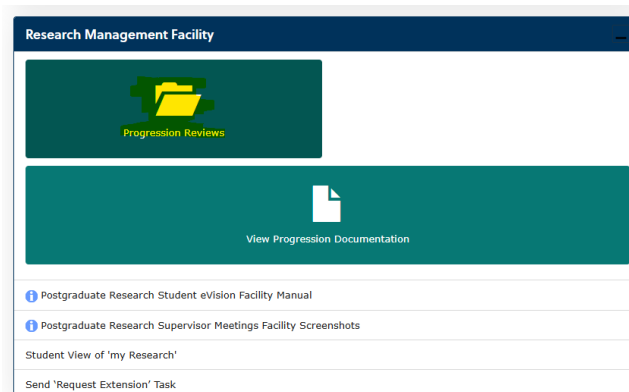 Research Management Facility
Progression Reviews
View Progression Documentation
Postgraduate Research Student eVision Facility Manual
Postgraduate Research Supervisor Meetings Facility Screenshots
Student View of 'my Research'
Send ‘Request Extension’ Task